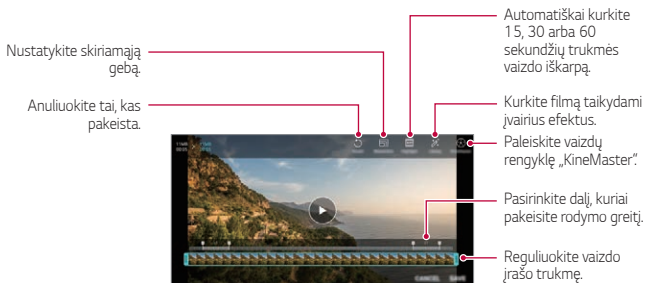 Nustatykite skiriamąją
gebą.
Anuliuokite tai, kas
pakeista.
Automatiškai kurkite
15, 30 arba 60
sekundžių trukmės
vaizdo iškarpą.
Kurkite filmą taikydami
įvairius efektus.
Paleiskite vaizdų
rengyklę „KineMaster“.
Pasirinkite dalį, kuriai
pakeisite rodymo greitį.
Reguliuokite vaizdo
įrašo trukmę.
CANCEL SAVE